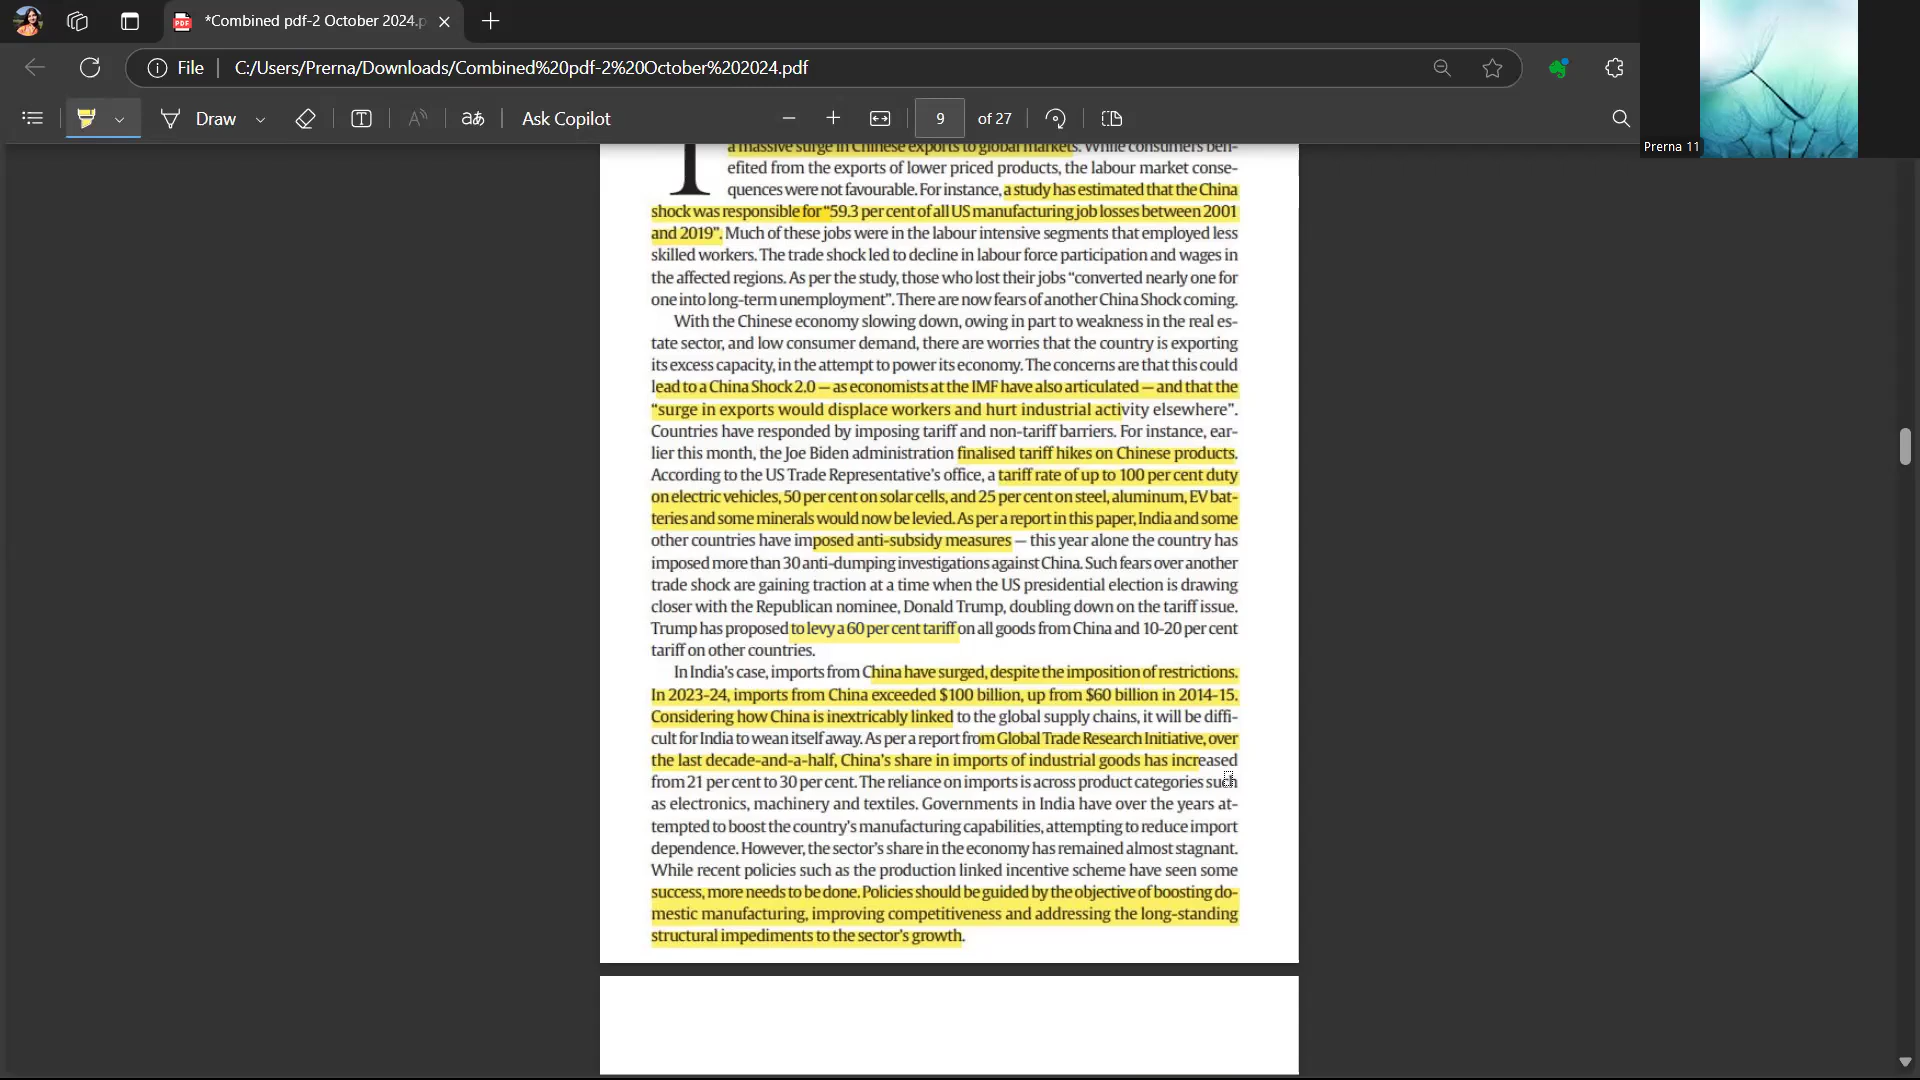 *Combined pdf-2 October 2024.p
File
C:/Users/Prerna/Downloads/Combined%20pdf-2%20October%202024.pdf
Draw
Ask Copilot
9 of 27
Prerna 11
a massive surge in Chinese exports to global markets. While consumers ben-
efited from the exports of lower priced products, the labour market conse-
quences were not favourable. For instance, a study has estimated that the China
shock was responsible for “59.3 per cent of all US manufacturing job losses between 2001
and 2019”. Much of these jobs were in the labour intensive segments that employed less
skilled workers. The trade shock led to decline in labour force participation and wages in
the affected regions. As per the study, those who lost their jobs “converted nearly one for
one into long-term unemployment”. There are now fears of another China Shock coming.
With the Chinese economy slowing down, owing in part to weakness in the real es-
tate sector, and low consumer demand, there are worries that the country is exporting
its excess capacity, in the attempt to power its economy. The concerns are that this could
lead to a China Shock 2.0 — as economists at the IMF have also articulated — and that the
“surge in exports would displace workers and hurt industrial activity elsewhere”.
Countries have responded by imposing tariff and non-tariff barriers. For instance, ear-
lier this month, the Joe Biden administration finalised tariff hikes on Chinese products.
According to the US Trade Representative’s office, a tariff rate of up to 100 per cent duty
on electric vehicles, 50 per cent on solar cells, and 25 per cent on steel, aluminum, EV bat-
teries and some minerals would now be levied. As per a report in this paper, India and some
other countries have imposed anti-subsidy measures — this year alone the country has
imposed more than 30 anti-dumping investigations against China. Such fears over another
trade shock are gaining traction at a time when the US presidential election is drawing
closer with the Republican nominee, Donald Trump, doubling down on the tariff issue.
Trump has proposed to levy a 60 per cent tariff on all goods from China and 10-20 per cent
tariff on other countries.
In India’s case, imports from China have surged, despite the imposition of restrictions.
In 2023-24, imports from China exceeded $100 billion, up from $60 billion in 2014-15.
Considering how China is inextricably linked to the global supply chains, it will be diffi-
cult for India to wean itself away. As per a report from Global Trade Research Initiative, over
the last decade-and-a-half, China’s share in imports of industrial goods has increased
from 21 per cent to 30 per cent. The reliance on imports is across product categories such
as electronics, machinery and textiles. Governments in India have over the years at-
tempted to boost the country’s manufacturing capabilities, attempting to reduce import
dependence. However, the sector’s share in the economy has remained almost stagnant.
While recent policies such as the production linked incentive scheme have seen some
success, more needs to be done. Policies should be guided by the objective of boosting do-
mestic manufacturing, improving competitiveness and addressing the long-standing
structural impediments to the sector’s growth.